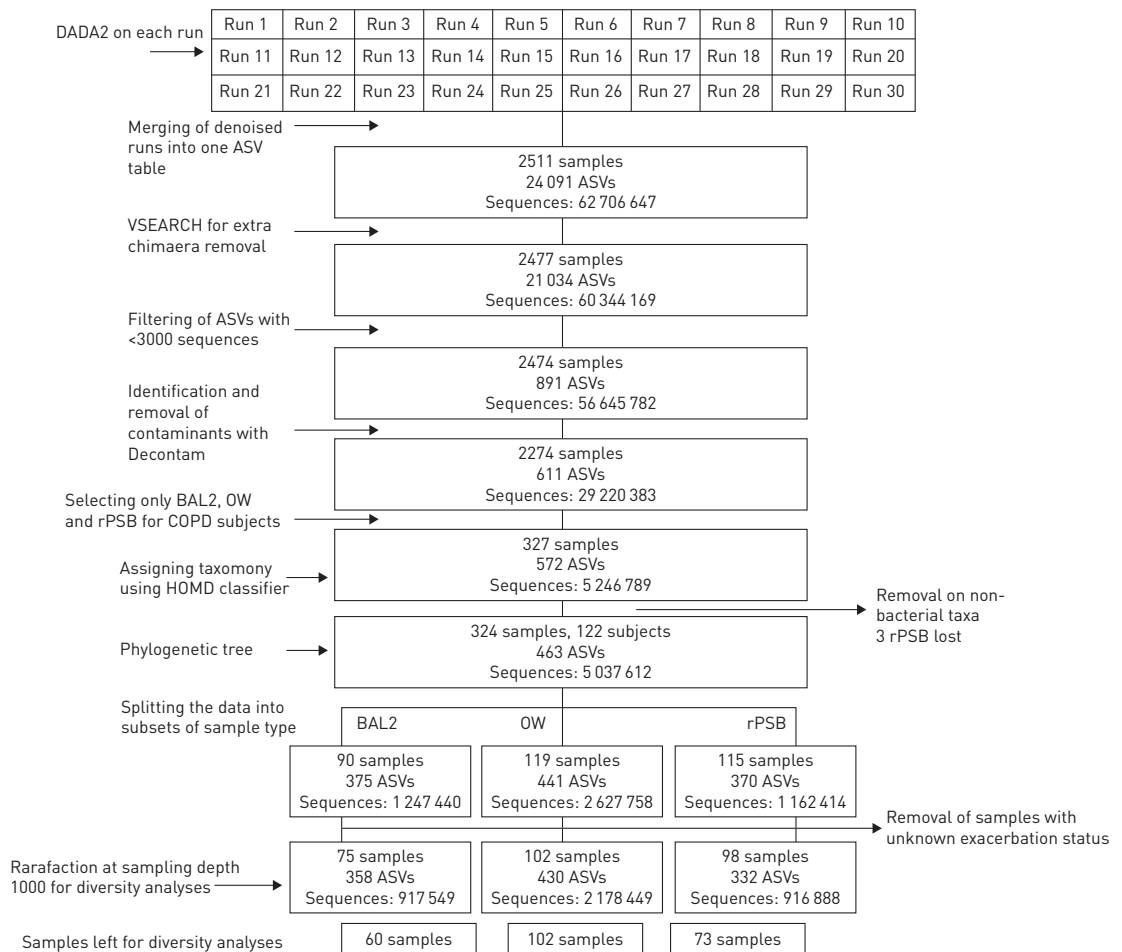 DADA2 on each run
Run 1 Run 2 Run 3 Run 4 Run 5 Run 6 Run 7 Run 8 Run 9 Run 10
Run 11 Run 12 Run 13 Run 14 Run 15 Run 16 Run 17 Run 18 Run 19 Run 20
Run 21 Run 22 Run 23 Run 24 Run 25 Run 26 Run 27 Run 28 Run 29 Run 30
Merging of denoised
runs into one ASV
table
2511 samples
24 091 ASVs
Sequences: 62 706 647
VSEARCH for extra
chimaera removal
2477 samples
21 034 ASVs
Sequences: 60 344 169
Filtering of ASVs with
<3000 sequences
2474 samples
891 ASVs
Sequences: 56 645 782
Identification and
removal of
contaminants with
Decontam
2274 samples
611 ASVs
Sequences: 29 220 383
Selecting only BAL2, OW
and rPSB for COPD subjects
327 samples
572 ASVs
Sequences: 5 246 789
Assigning taxomony
using HOMD classifier
Removal on non-
bacterial taxa
3 rPSB lost
324 samples, 122 subjects
463 ASVs
Sequences: 5 037 612
Phylogenetic tree
Splitting the data into
subsets of sample type
BAL2 OW rPSB
90 samples
375 ASVs
Sequences: 1 247 440
119 samples
441 ASVs
Sequences: 2 627 758
115 samples
370 ASVs
Sequences: 1 162 414
Removal of samples with
unknown exacerbation status
Rarafaction at sampling depth
1000 for diversity analyses
75 samples
358 ASVs
Sequences: 917 549
102 samples
430 ASVs
Sequences: 2 178 449
98 samples
332 ASVs
Sequences: 916 888
Samples left for diversity analyses
60 samples
102 samples
73 samples